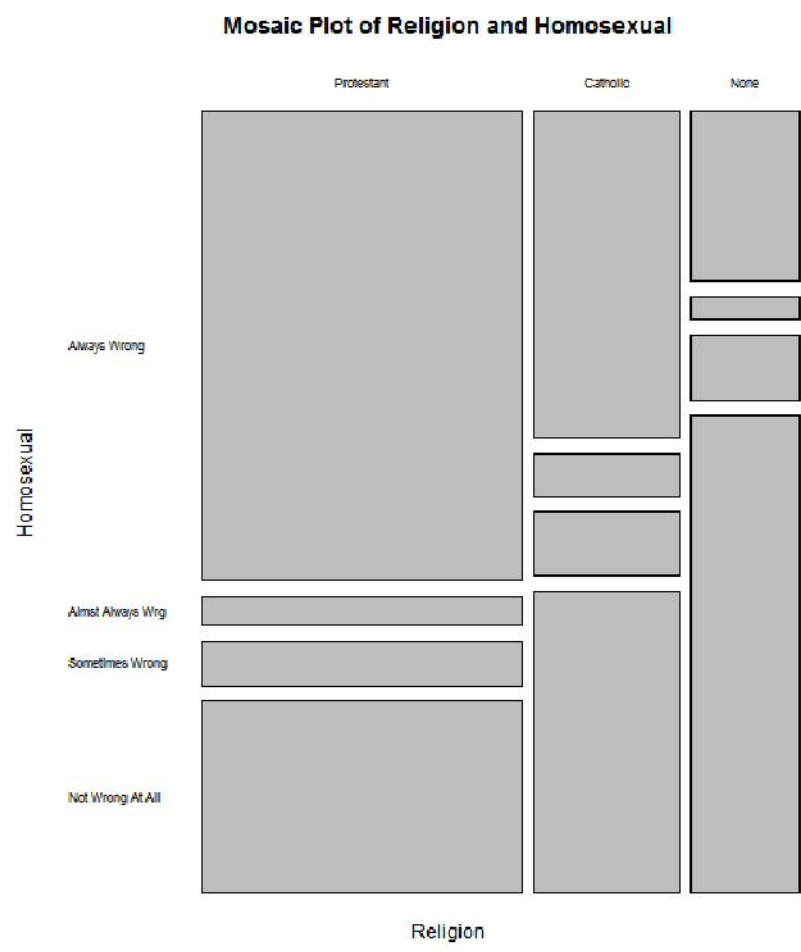 Mosaic Plot of Religion and Homosexual
Protestant Catholic None
Always Wrong
Homosexual
Almst Always Wrg
Sometimes Wrong
Not Wrong At All
Religion